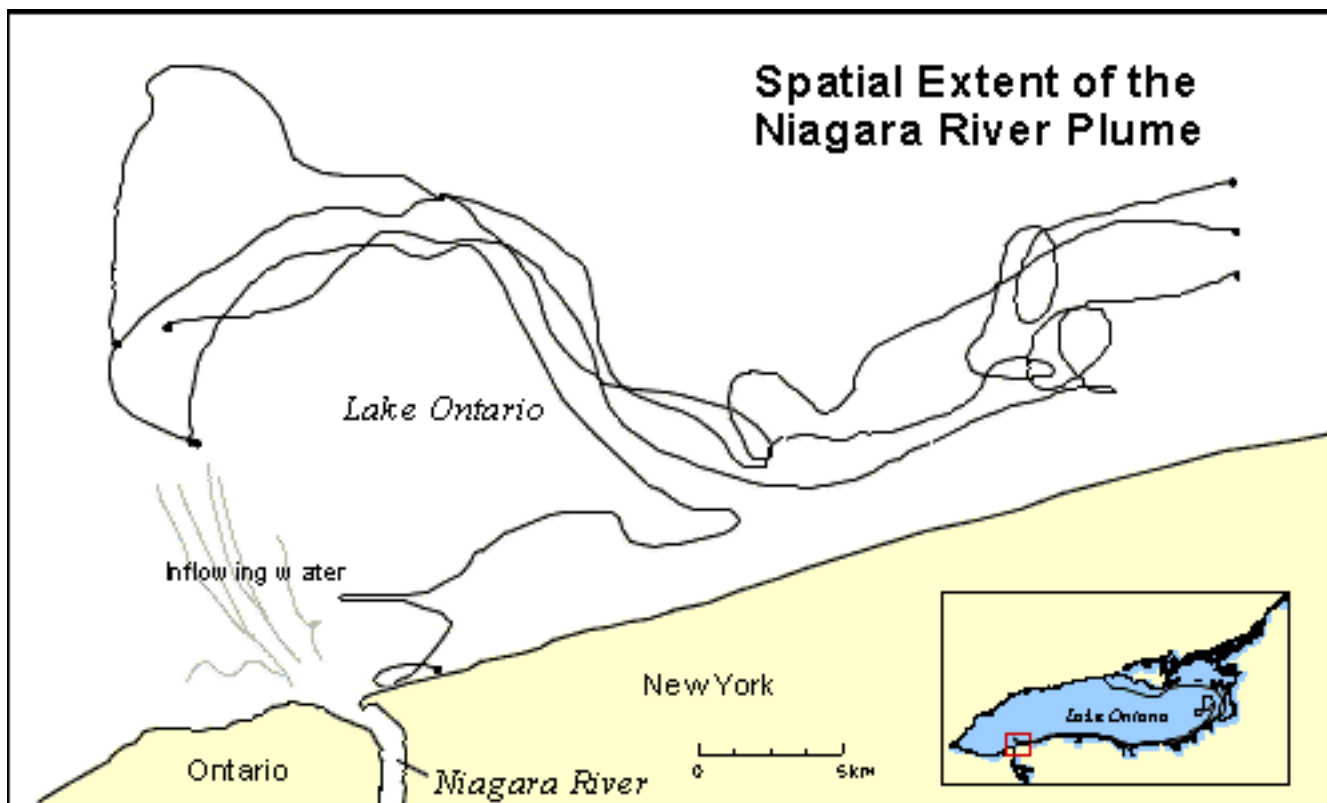 Spatial Extent of the
Niagara River Plume
Lake Ontario
Inflowing water
New York
Lake Ontario
Ontario
Niagara River
0 5km